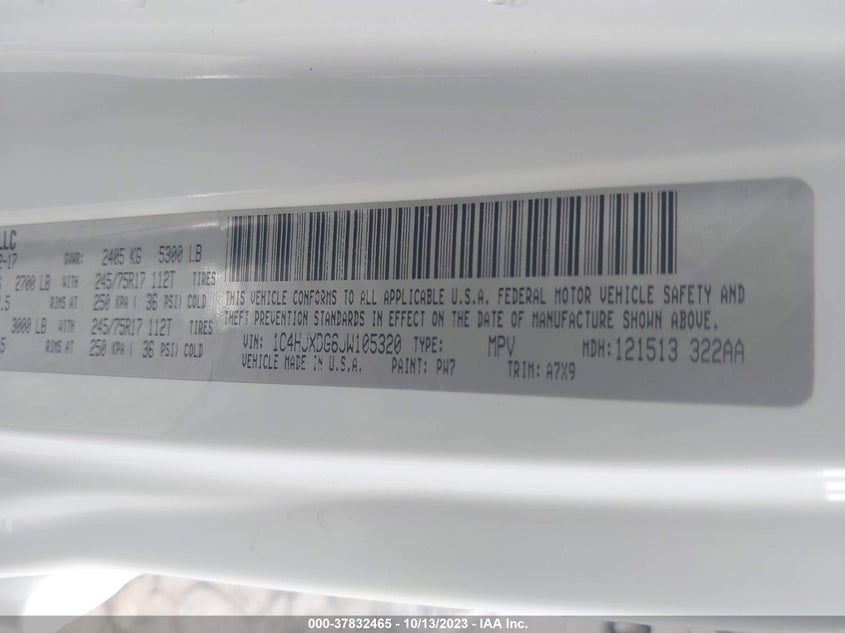 LLC
2-17 GVWR: 2405 KG 5300 LB
G 2700 LB WITH 245/75R17 112T TIRES
.5 RIMS AT 250 KPA ( 36 PSI) COLD
3000 LB WITH 245/75R17 112T TIRES
5 RIMS AT 250 KPA ( 36 PSI) COLD
THIS VEHICLE CONFORMS TO ALL APPLICABLE U.S.A. FEDERAL MOTOR VEHICLE SAFETY AND
THEFT PREVENTION STANDARDS IN EFFECT ON THE DATE OF MANUFACTURE SHOWN ABOVE.
VIN: 1C4HJXDG6JW105320 TYPE: MPV MDH: 121513 322AA
VEHICLE MADE IN U.S.A. PAINT: PW7 TRIM: A7X9
000-37832465 - 10/13/2023 - © IAA Inc.